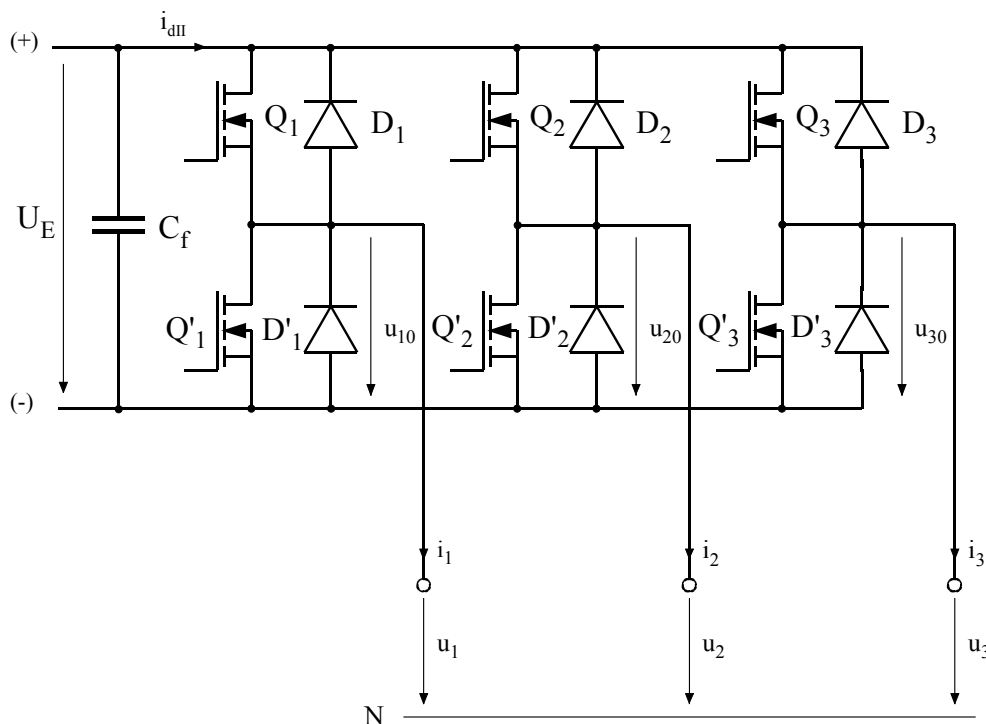 (+)
i_dII
Q_1
D_1
Q_2
D_2
Q_3
D_3
U_E
C_f
Q'_1
D'_1
u_10
Q'_2
D'_2
u_20
Q'_3
D'_3
u_30
(-)
i_1
i_2
i_3
u_1
u_2
u_3
N